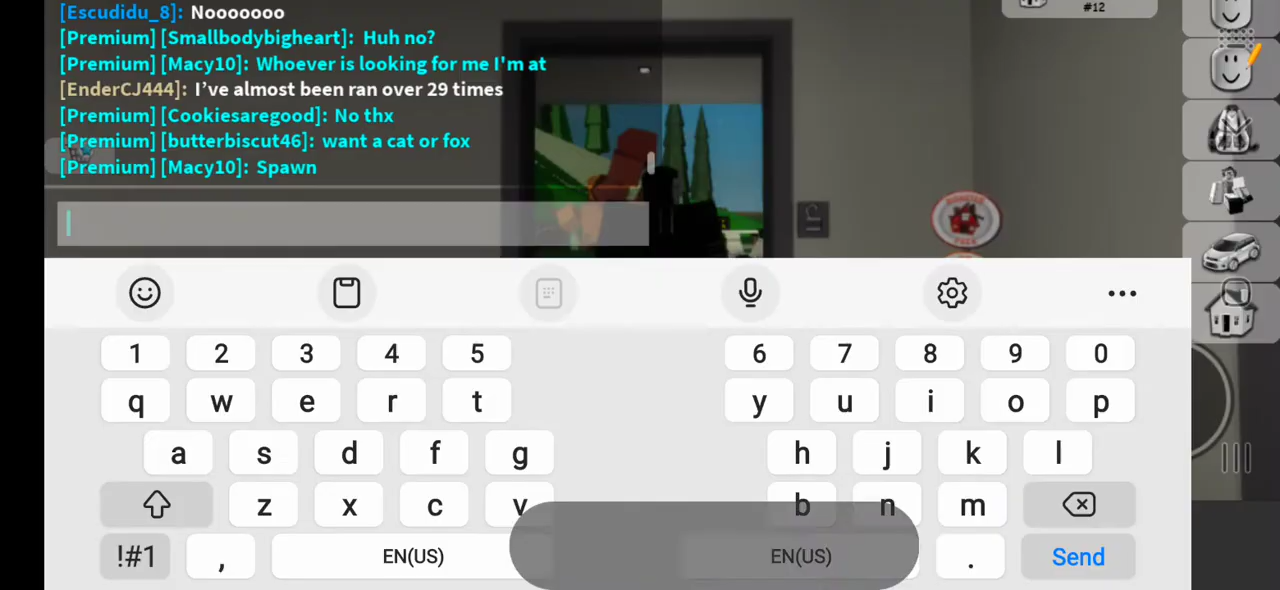 [Escudidu_8]: Nooooooo
#12
[Premium] [Smallbodybigheart]: Huh no?
[Premium] [Macy10]: Whoever is looking for me I'm at
[EnderCJ444]: I've almost been ran over 29 times
[Premium] [Cookiesaregood]: No thx
[Premium] [butterbiscut46]: want a cat or fox
[Premium] [Macy10]: Spawn
1 2 3 4 5 6 7 8 9 0
q w e r t y u i o p
a s d f g h j k l
z x c v b n m
!#1 , EN(US) EN(US) . Send